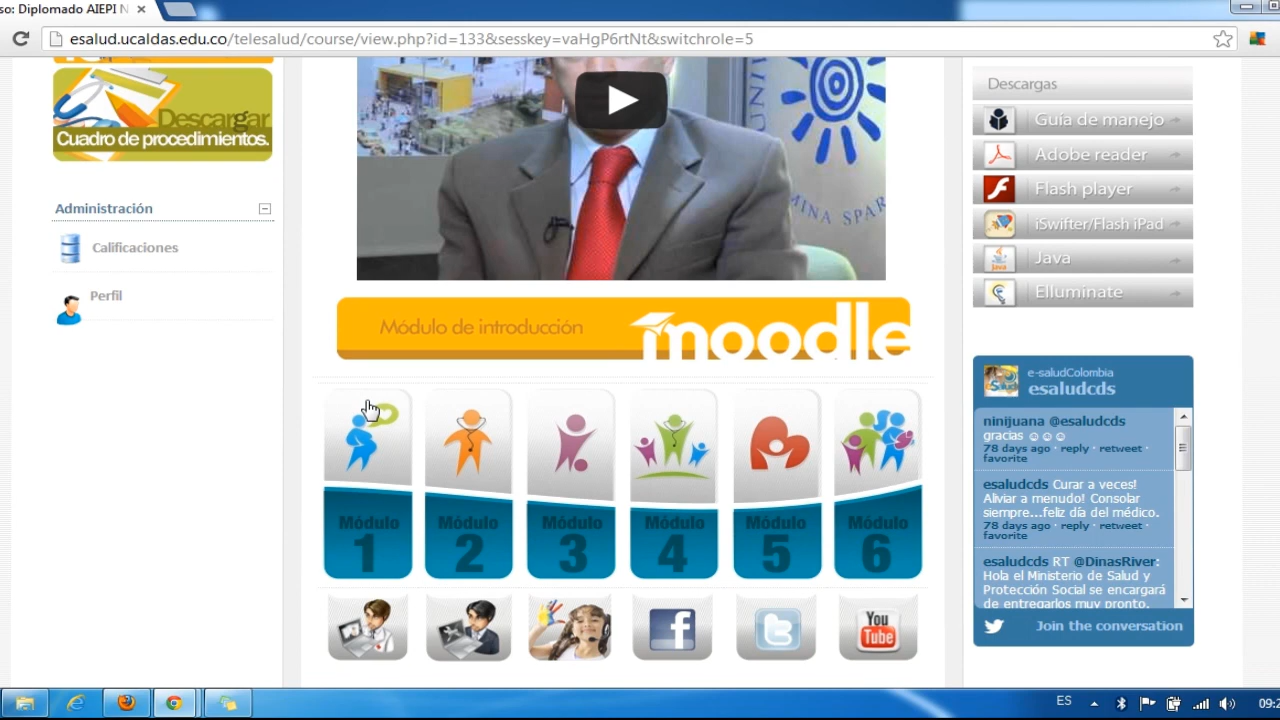 so: Diplomado AIEPI N
esalud.ucaldas.edu.co/telesalud/course/view.php?id=133&sesskey=vaHgP6rtNt&switchrole=5
Descargar
Cuadro de procedimientos.
Administración
Calificaciones
Perfil
UNIV
MINA SPAR
Módulo de introducción
moodle
Módulo
1
Módulo
2
Módulo
3
Módulo
4
Módulo
5
Módulo
6
f
t
You
Tube
Descargas
Guía de manejo
Adobe reader
Flash player
iSwifter/Flash iPad
Java
Java
Elluminate
e-saludColombia
esaludcds
ninijuana @esaludcds
gracias ☺☺☺
78 days ago · reply · retweet ·
favorite
esaludcds Curar a veces!
Aliviar a menudo! Consolar
siempre...feliz día del médico.
78 days ago · reply · retweet ·
favorite
esaludcds RT @DinasRiver:
Hola el Ministerio de Salud y
Protección Social se encargará
de entregarlos muy pronto.
Join the conversation
ES
09:2